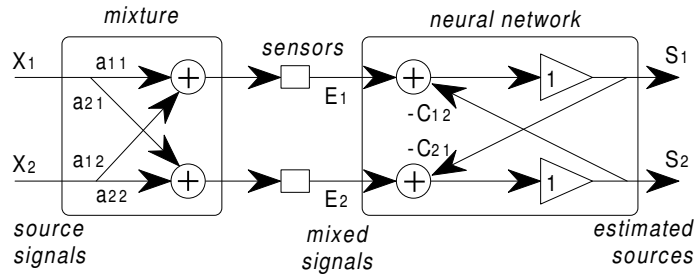 mixture
neural network
sensors
X1
a11
+
E1
+
1
S1
a21
-C12
-C21
a12
X2
a22
+
E2
+
1
S2
source
signals
mixed
signals
estimated
sources